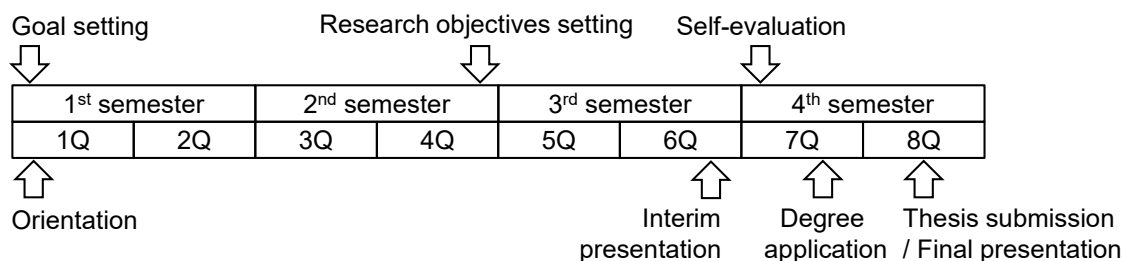 Goal setting
Research objectives setting
Self-evaluation
1st semester
2nd semester
3rd semester
4th semester
1Q
2Q
3Q
4Q
5Q
6Q
7Q
8Q
Orientation
Interim
presentation
Degree
application
Thesis submission
/ Final presentation